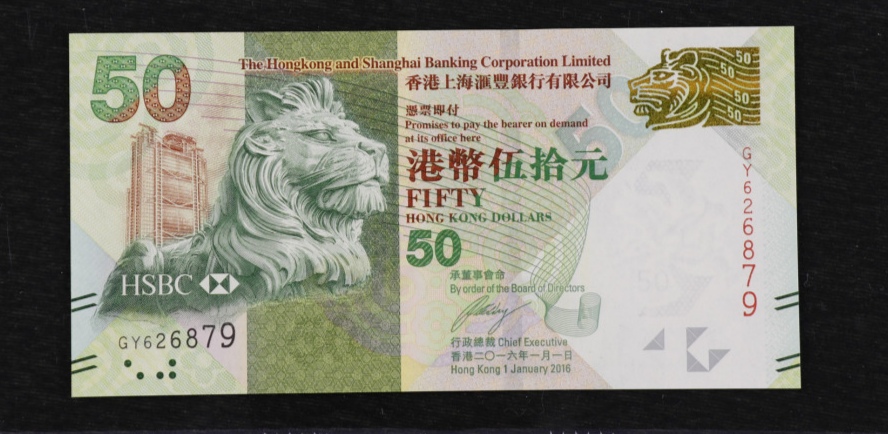 50
The Hongkong and Shanghai Banking Corporation Limited
香港上海滙豐銀行有限公司
憑票即付
Promises to pay the bearer on demand
at its office here
港幣伍拾元
FIFTY
HONG KONG DOLLARS
50
承董事會命
By order of the Board of Directors
行政總裁 Chief Executive
香港二〇一六年一月一日
Hong Kong 1 January 2016
HSBC
GY626879
50
50
50
50
GY626879